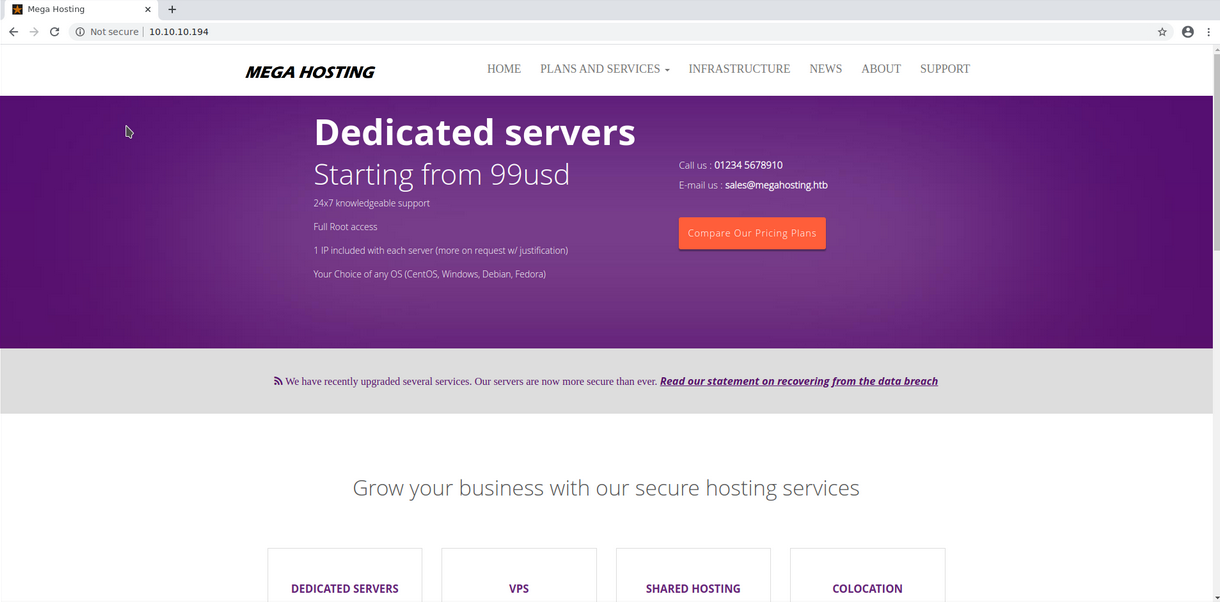 Mega Hosting
Not secure 10.10.10.194
MEGA HOSTING
HOME PLANS AND SERVICES INFRASTRUCTURE NEWS ABOUT SUPPORT
Dedicated servers
Starting from 99usd
24x7 knowledgeable support
Full Root access
1 IP included with each server (more on request w/ justification)
Your Choice of any OS (CentOS, Windows, Debian, Fedora)
Call us : 01234 5678910
E-mail us : sales@megahosting.htb
Compare Our Pricing Plans
We have recently upgraded several services. Our servers are now more secure than ever. Read our statement on recovering from the data breach
Grow your business with our secure hosting services
DEDICATED SERVERS VPS SHARED HOSTING COLOCATION